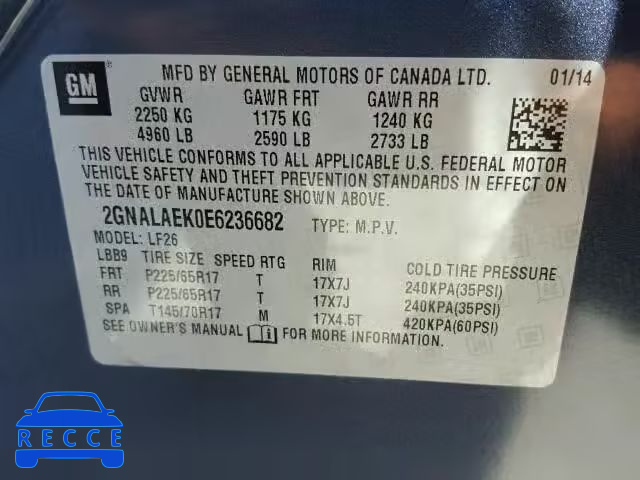 GM
MFD BY GENERAL MOTORS OF CANADA LTD. 01/14
GVWR GAWR FRT GAWR RR
2250 KG 1175 KG 1240 KG
4960 LB 2590 LB 2733 LB
THIS VEHICLE CONFORMS TO ALL APPLICABLE U.S. FEDERAL MOTOR
VEHICLE SAFETY AND THEFT PREVENTION STANDARDS IN EFFECT ON
THE DATE OF MANUFACTURE SHOWN ABOVE.
2GNALAEK0E6236682 TYPE: M.P.V.
MODEL: LF26
LBB9 TIRE SIZE SPEED RTG RIM COLD TIRE PRESSURE
FRT P225/65R17 T 17X7J 240KPA(35PSI)
RR P225/65R17 T 17X7J 240KPA(35PSI)
SPA T145/70R17 M 17X4.5T 420KPA(60PSI)
SEE OWNER'S MANUAL FOR MORE INFORMATION.
RECCE